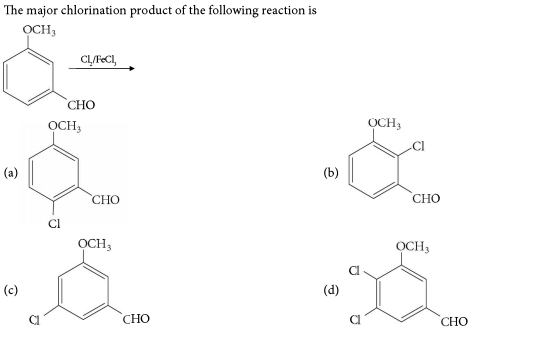 The major chlorination product of the following reaction is
OCH₃
Cl₂/FeCl₃
CHO
(a)
OCH₃
CHO
Cl
(b)
OCH₃
Cl
CHO
(c)
OCH₃
Cl
CHO
(d)
OCH₃
Cl
Cl
CHO